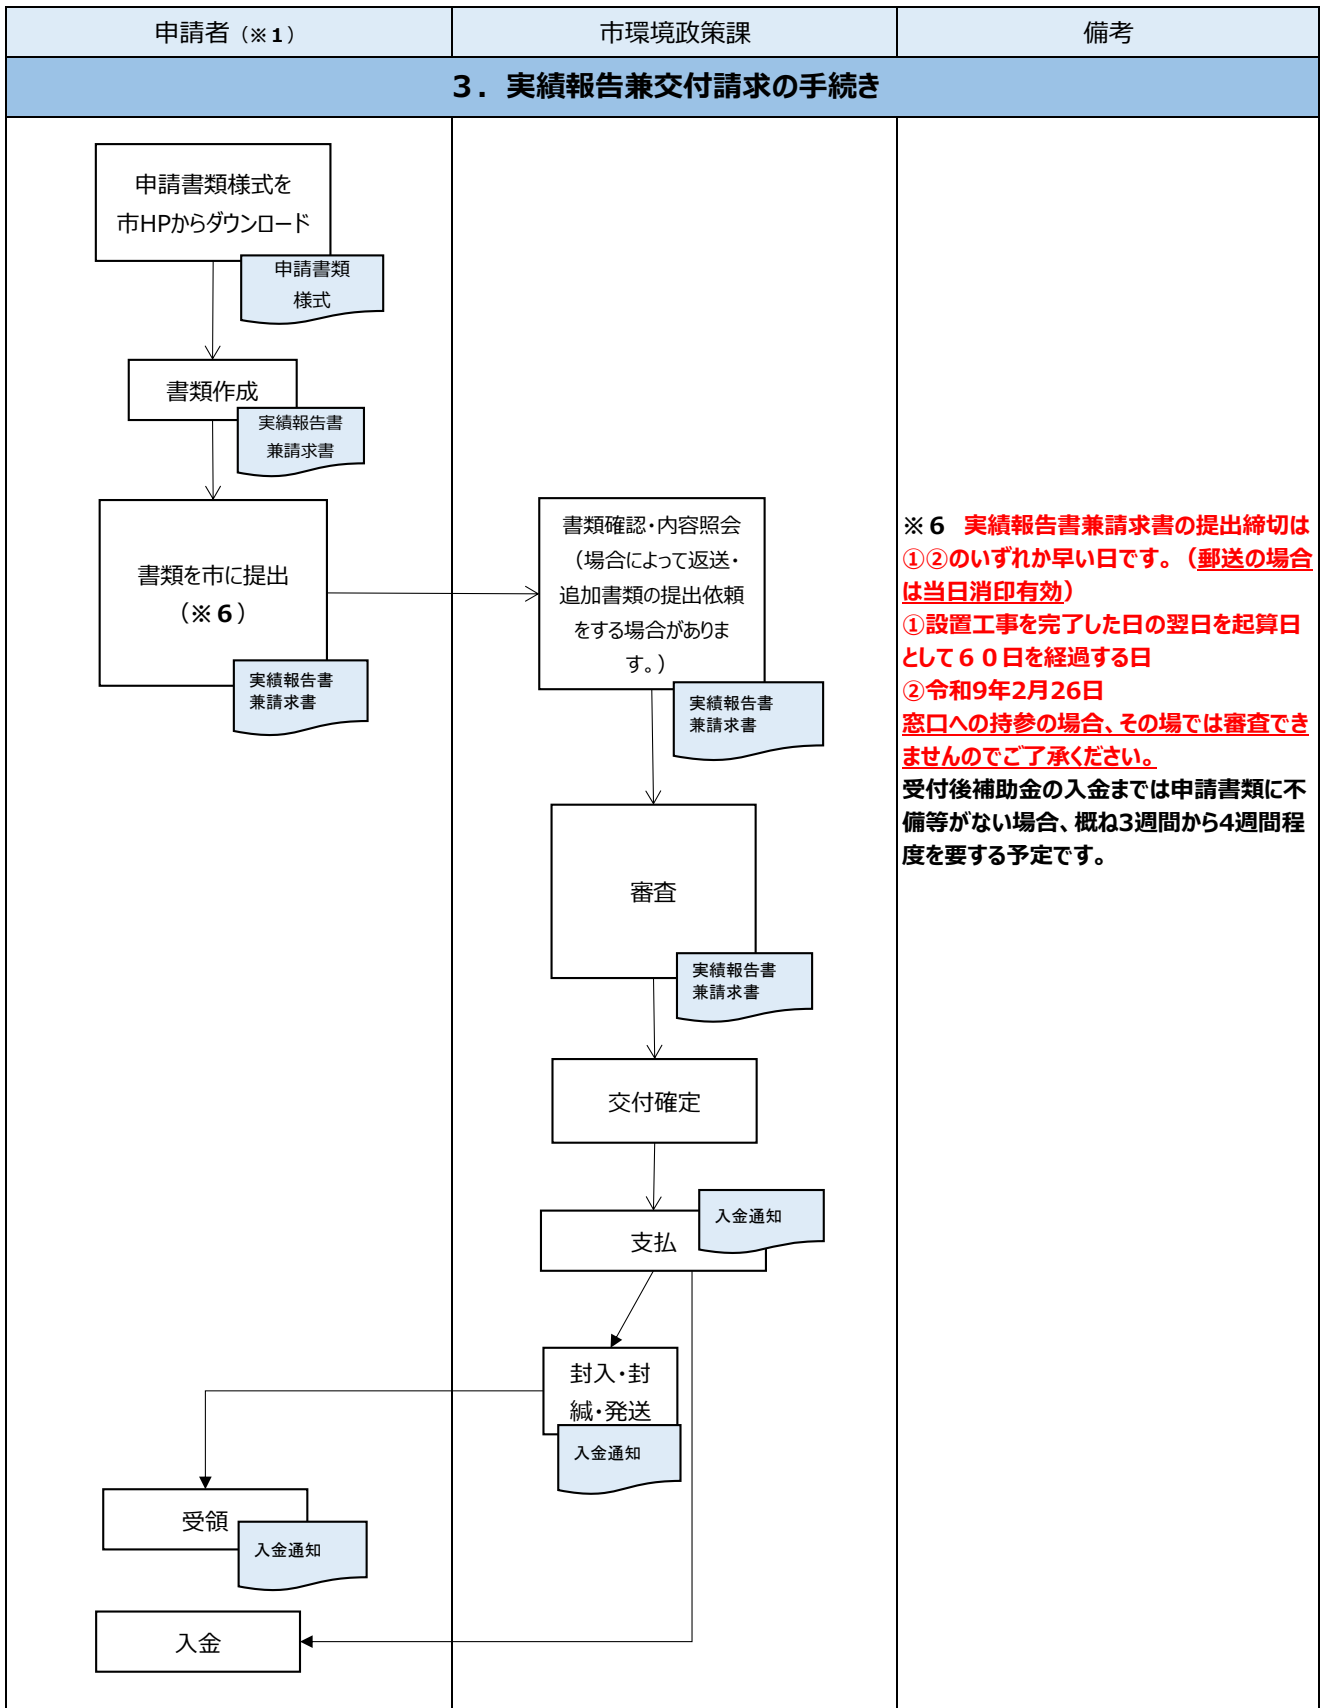 申請者（※１）
市環境政策課
備考
３．実績報告兼交付請求の手続き
申請書類様式を
市HPからダウンロード
申請書類
様式
書類作成
実績報告書
兼請求書
書類を市に提出
（※６）
実績報告書
兼請求書
書類確認・内容照会
（場合によって返送・
追加書類の提出依頼
をする場合がありま
す。）
実績報告書
兼請求書
審査
実績報告書
兼請求書
交付確定
支払
入金通知
封入・封
緘・発送
入金通知
受領
入金通知
入金
※６　実績報告書兼請求書の提出締切は
①②のいずれか早い日です。（郵送の場合
は当日消印有効）
①設置工事を完了した日の翌日を起算日
として６０日を経過する日
②令和9年2月26日
窓口への持参の場合、その場では審査でき
ませんのでご了承ください。
受付後補助金の入金までは申請書類に不
備等がない場合、概ね3週間から4週間程
度を要する予定です。